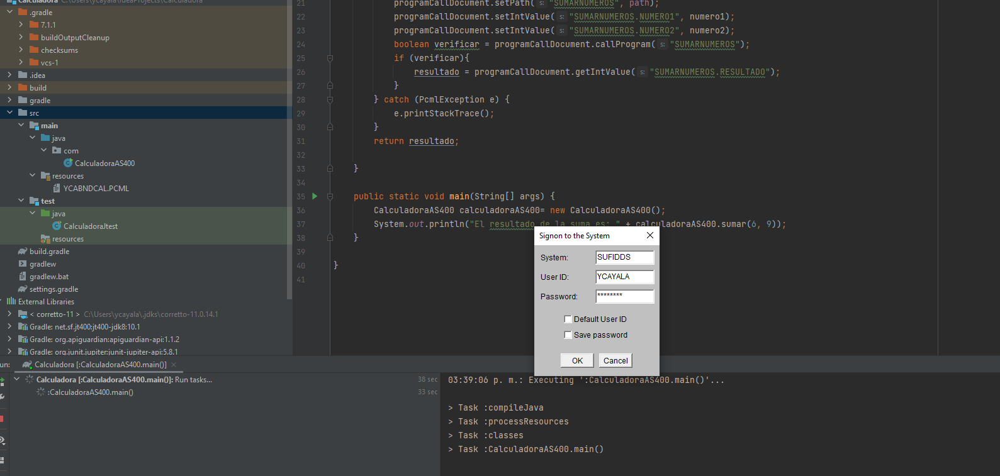 Calculadora C:\Users\ycayala\IdeaProjects\Calculadora
.gradle
7.1.1
buildOutputCleanup
checksums
vcs-1
.idea
build
gradle
src
main
java
com
CalculadoraAS400
resources
YCABNDCAL.PCML
test
java
CalculadoraJtest
resources
build.gradle
gradlew
gradlew.bat
settings.gradle
External Libraries
< corretto-11 > C:\Users\ycayala\.jdks\corretto-11.0.14.1
Gradle: net.sf.jt400:jt400-jdk8:10.1
Gradle: org.apiguardian:apiguardian-api:1.1.2
Gradle: org.junit.jupiter:junit-jupiter-api:5.8.1
21 programCallDocument.setPath( s: "SUMARNUMEROS", path);
22 programCallDocument.setIntValue( s: "SUMARNUMEROS.NUMERO1", numero1);
23 programCallDocument.setIntValue( s: "SUMARNUMEROS.NUMERO2", numero2);
24 boolean verificar = programCallDocument.callProgram( s: "SUMARNUMEROS");
25 if (verificar){
26 resultado = programCallDocument.getIntValue( s: "SUMARNUMEROS.RESULTADO");
27 }
28 } catch (PcmlException e) {
29 e.printStackTrace();
30 }
31 return resultado;
32
33 }
34
35 public static void main(String[] args) {
36 CalculadoraAS400 calculadoraAS400= new CalculadoraAS400();
37 System.out.println("El resultado de la suma es: " + calculadoraAS400.sumar(6, 9));
38 }
39
40 }
41
Signon to the System
System: SUFIDDS
User ID: YCAYALA
Password: ********
Default User ID
Save password
OK Cancel
un: Calculadora [:CalculadoraAS400.main()]
Calculadora [:CalculadoraAS400.main()]: Run tasks... 38 sec
:CalculadoraAS400.main() 33 sec
03:39:06 p. m.: Executing ':CalculadoraAS400.main()'...
> Task :compileJava
> Task :processResources
> Task :classes
> Task :CalculadoraAS400.main()